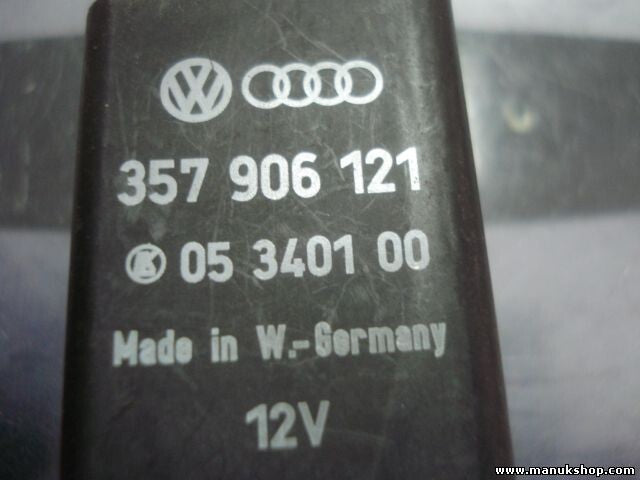 357 906 121
05 3401 00
Made in W.-Germany
12V
www.manukshop.com